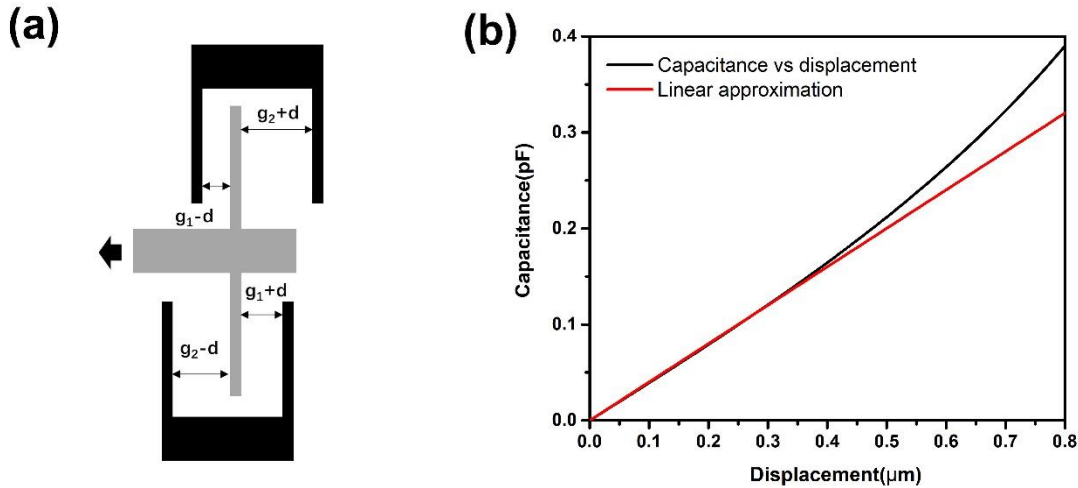 (a)
g₂+d
g₁-d
g₁+d
g₂-d
(b)
Capacitance vs displacement
Linear approximation
Capacitance(pF)
0.4
0.3
0.2
0.1
0.0
0.0 0.1 0.2 0.3 0.4 0.5 0.6 0.7 0.8
Displacement(μm)